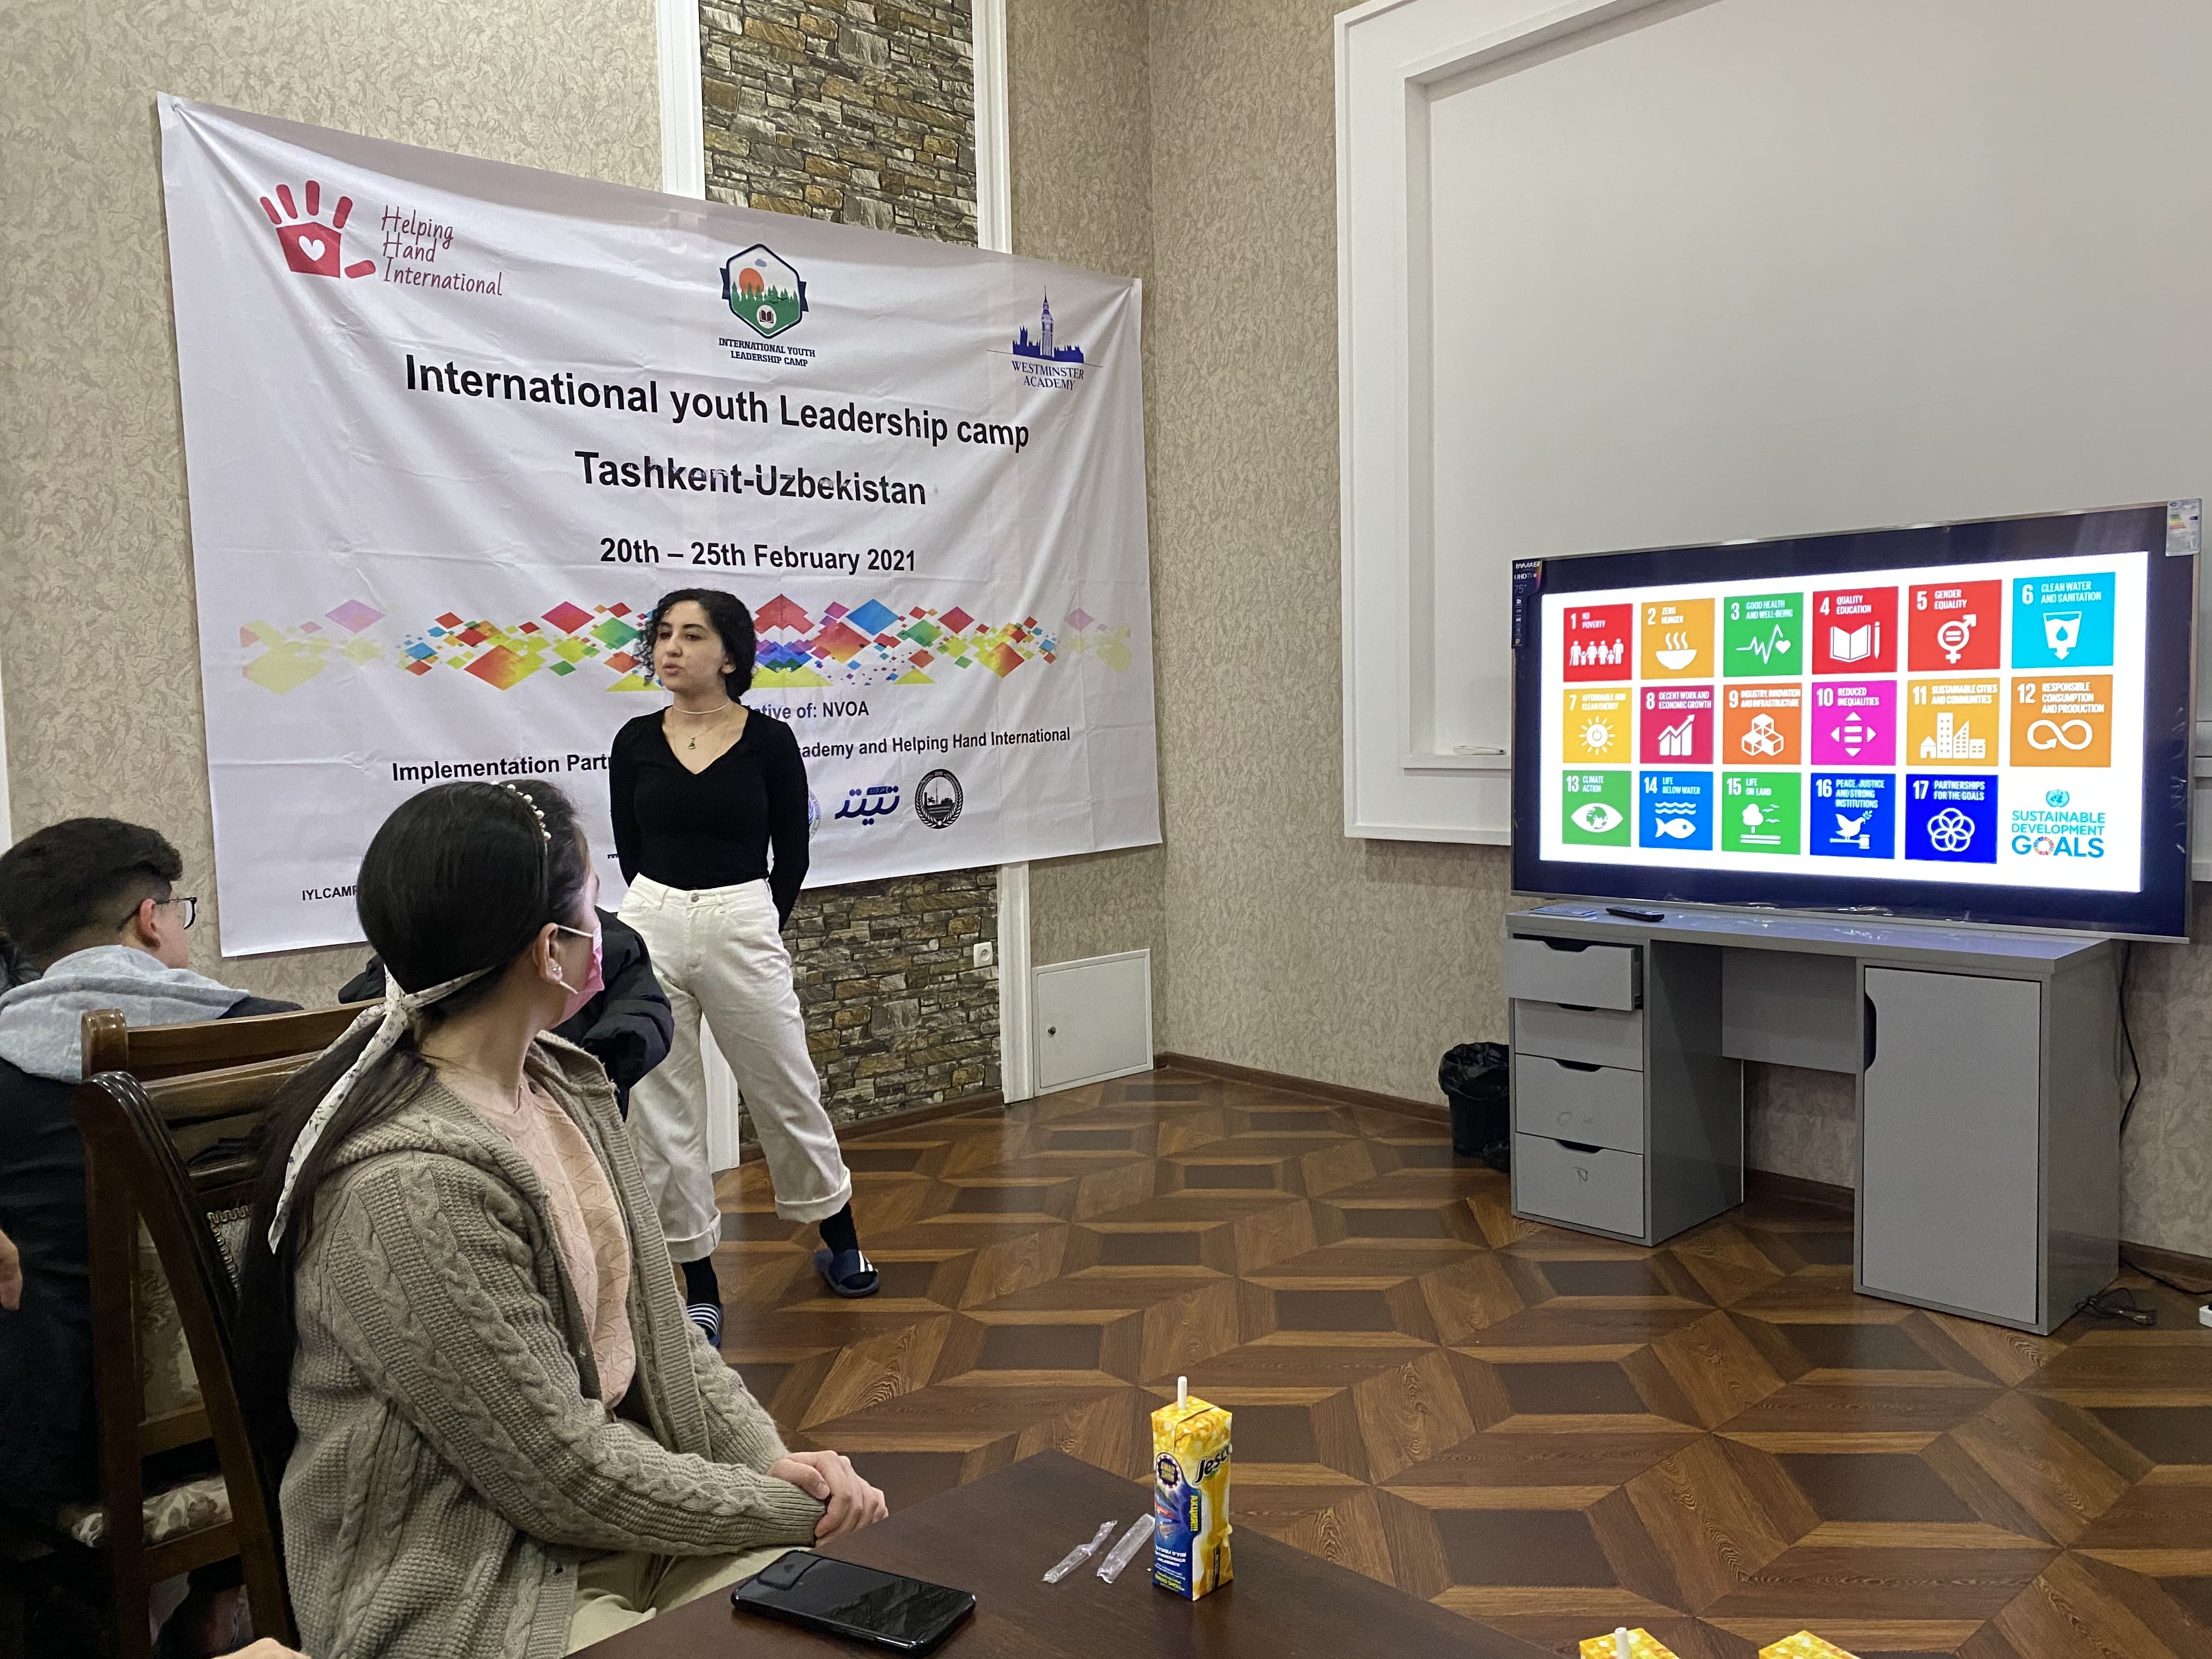 Helping
Hand
International
INTERNATIONAL YOUTH
LEADERSHIP CAMP
WESTMINSTER
ACADEMY
International youth Leadership camp
Tashkent-Uzbekistan
20th – 25th February 2021
of: NVOA
Implementation
and Helping Hand International
1 NO
POVERTY
2 ZERO
HUNGER
3 GOOD HEALTH
AND WELL-BEING
4 QUALITY
EDUCATION
5 GENDER
EQUALITY
6 CLEAN WATER
AND SANITATION
7 AFFORDABLE AND
CLEAN ENERGY
8 DECENT WORK AND
ECONOMIC GROWTH
9 INDUSTRY, INNOVATION
AND INFRASTRUCTURE
10 REDUCED
INEQUALITIES
11 SUSTAINABLE CITIES
AND COMMUNITIES
12 RESPONSIBLE
CONSUMPTION
AND PRODUCTION
13 CLIMATE
ACTION
14 LIFE
BELOW WATER
15 LIFE
ON LAND
16 PEACE, JUSTICE
AND STRONG
INSTITUTIONS
17 PARTNERSHIPS
FOR THE GOALS
SUSTAINABLE
DEVELOPMENT
GOALS
UHD TV
75"